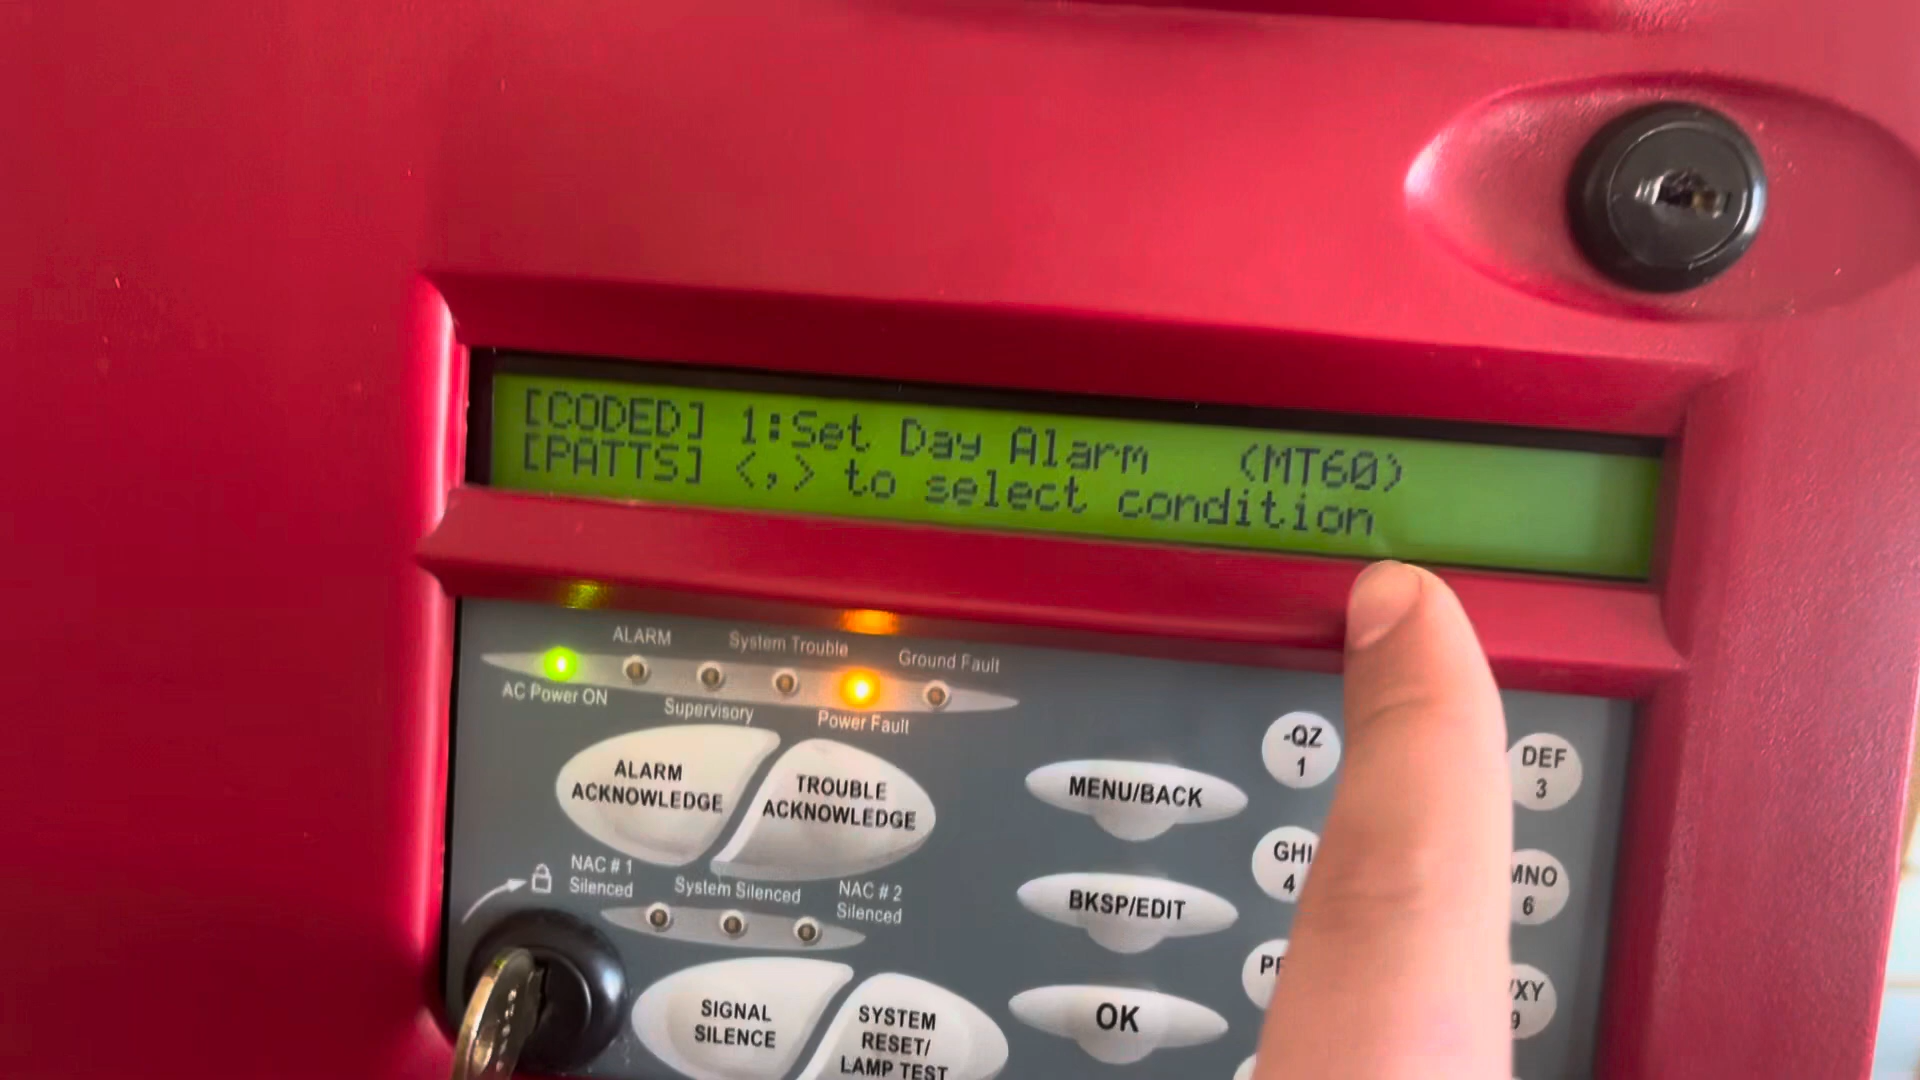 [CODED] 1:Set Day Alarm (MT60)
[PATTS] <,> to select condition
ALARM
System Trouble
Ground Fault
AC Power ON
Supervisory
Power Fault
ALARM
ACKNOWLEDGE
TROUBLE
ACKNOWLEDGE
NAC # 1
Silenced
System Silenced
NAC # 2
Silenced
SIGNAL
SILENCE
SYSTEM
RESET/
LAMP TEST
MENU/BACK
BKSP/EDIT
OK
-QZ
1
DEF
3
GHI
4
MNO
6
9